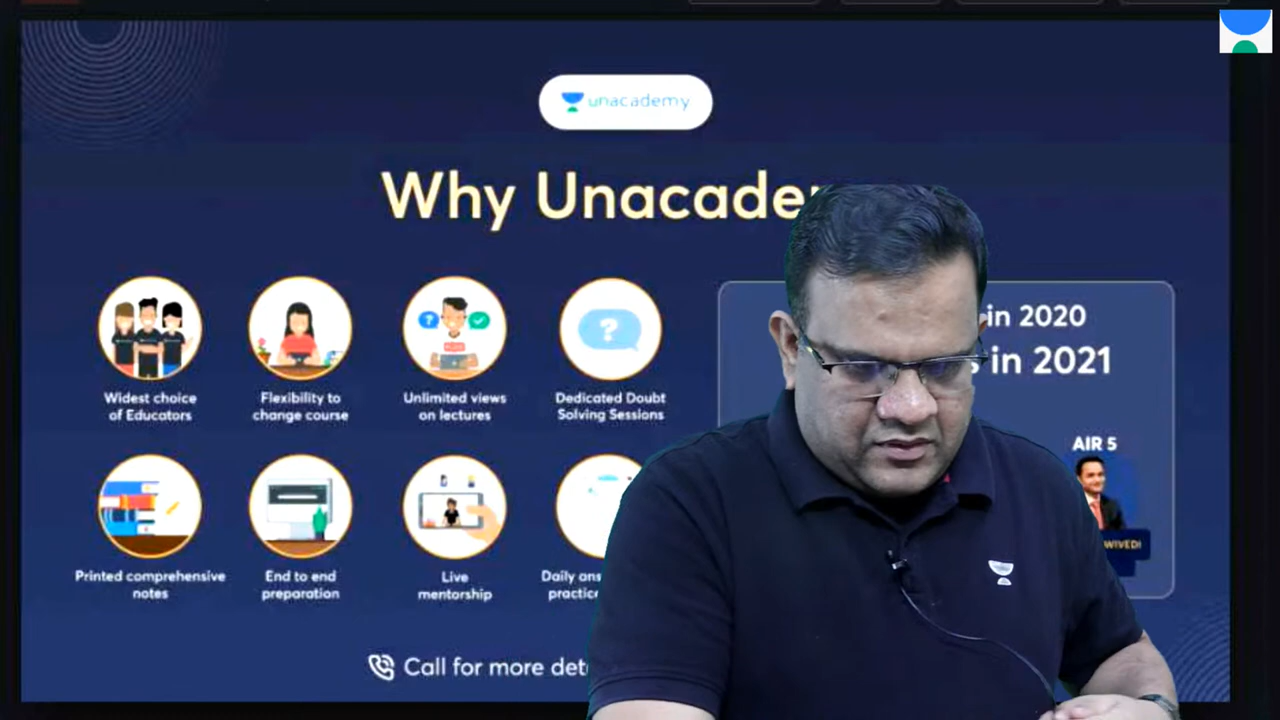 unacademy
Why Unacade
in 2020
in 2021
Widest choice
of Educators
Flexibility to
change course
Unlimited views
on lectures
Dedicated Doubt
Solving Sessions
AIR 5
WIVEDI
Printed comprehensive
notes
End to end
preparation
Live
mentorship
Daily ans
practice
Call for more det